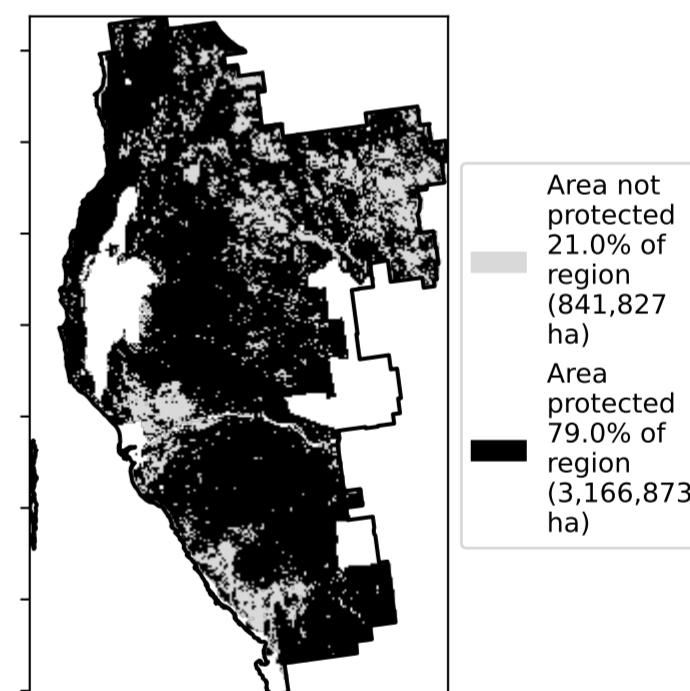 Area not
protected
21.0% of
region
(841,827
ha)
Area
protected
79.0% of
region
(3,166,873
ha)